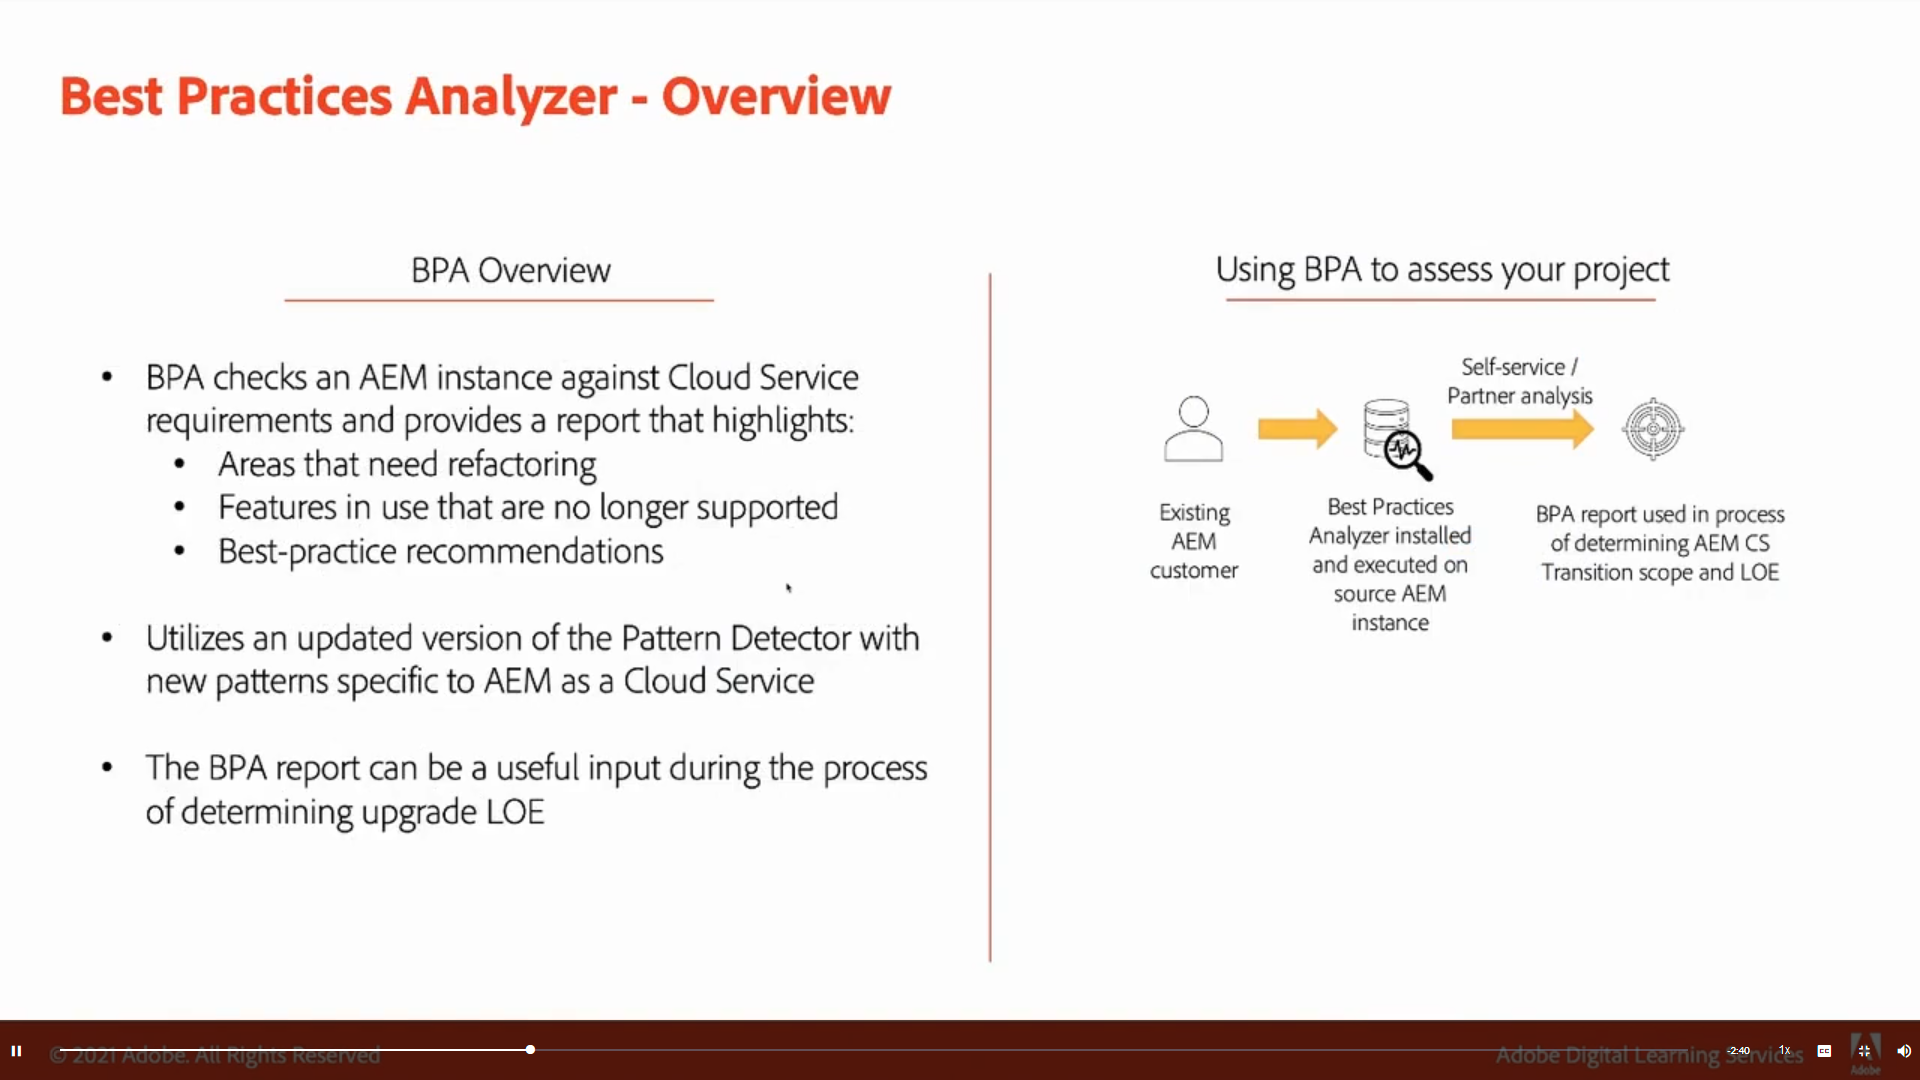 Best Practices Analyzer - Overview
BPA Overview
• BPA checks an AEM instance against Cloud Service
requirements and provides a report that highlights:
• Areas that need refactoring
• Features in use that are no longer supported
• Best-practice recommendations
• Utilizes an updated version of the Pattern Detector with
new patterns specific to AEM as a Cloud Service
• The BPA report can be a useful input during the process
of determining upgrade LOE
Using BPA to assess your project
Self-service /
Partner analysis
Existing
AEM
customer
Best Practices
Analyzer installed
and executed on
source AEM
instance
BPA report used in process
of determining AEM CS
Transition scope and LOE
© 2021 Adobe. All Rights Reserved
Adobe Digital Learning Services
-2:40
1x
CC
Adobe